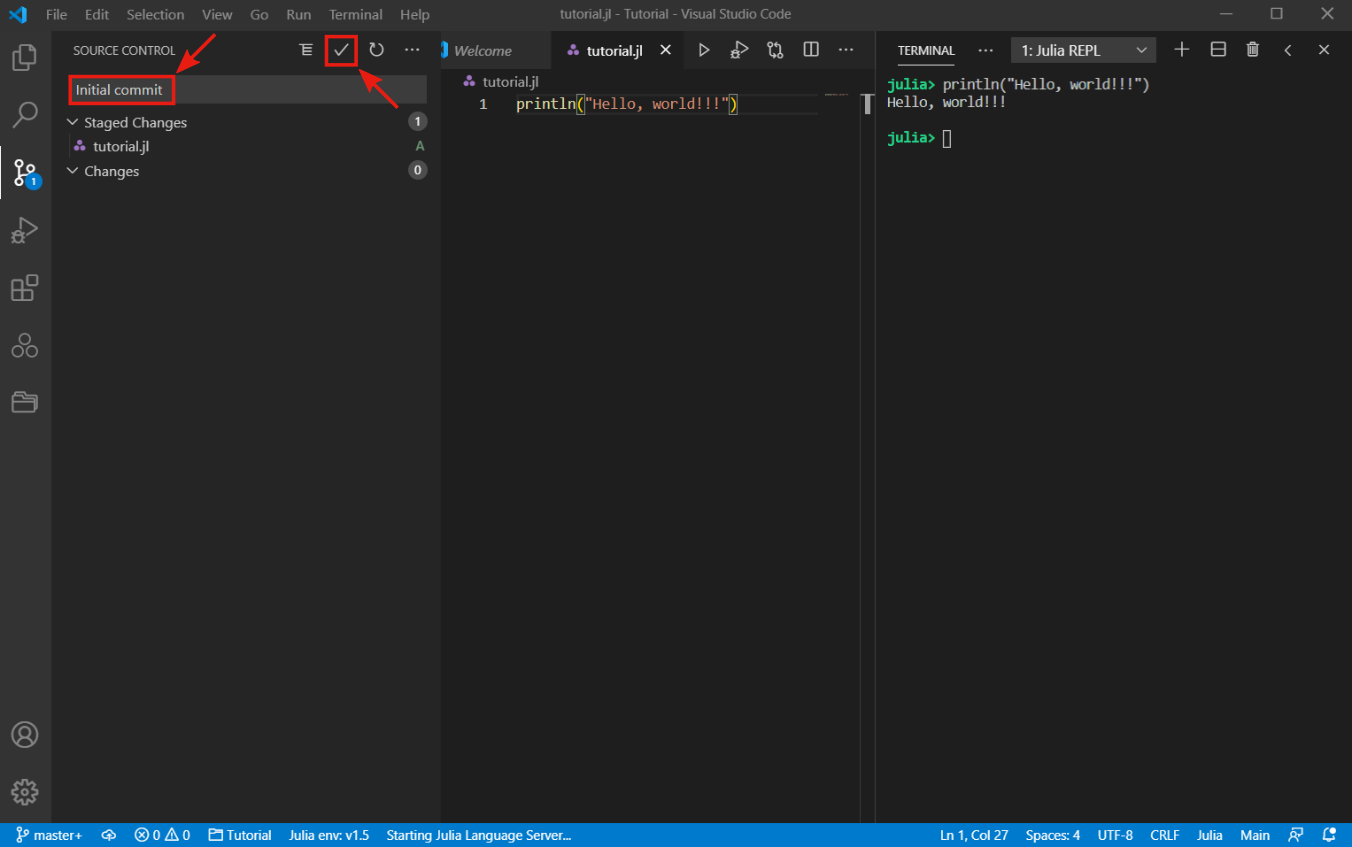 File Edit Selection View Go Run Terminal Help
tutorial.jl - Tutorial - Visual Studio Code
SOURCE CONTROL
Initial commit
Staged Changes 1
tutorial.jl A
Changes 0
1
Welcome
tutorial.jl
tutorial.jl
1 println("Hello, world!!!")
TERMINAL
1: Julia REPL
julia> println("Hello, world!!!")
Hello, world!!!
julia>
master+ 0 0 Tutorial Julia env: v1.5 Starting Julia Language Server... Ln 1, Col 27 Spaces: 4 UTF-8 CRLF Julia Main